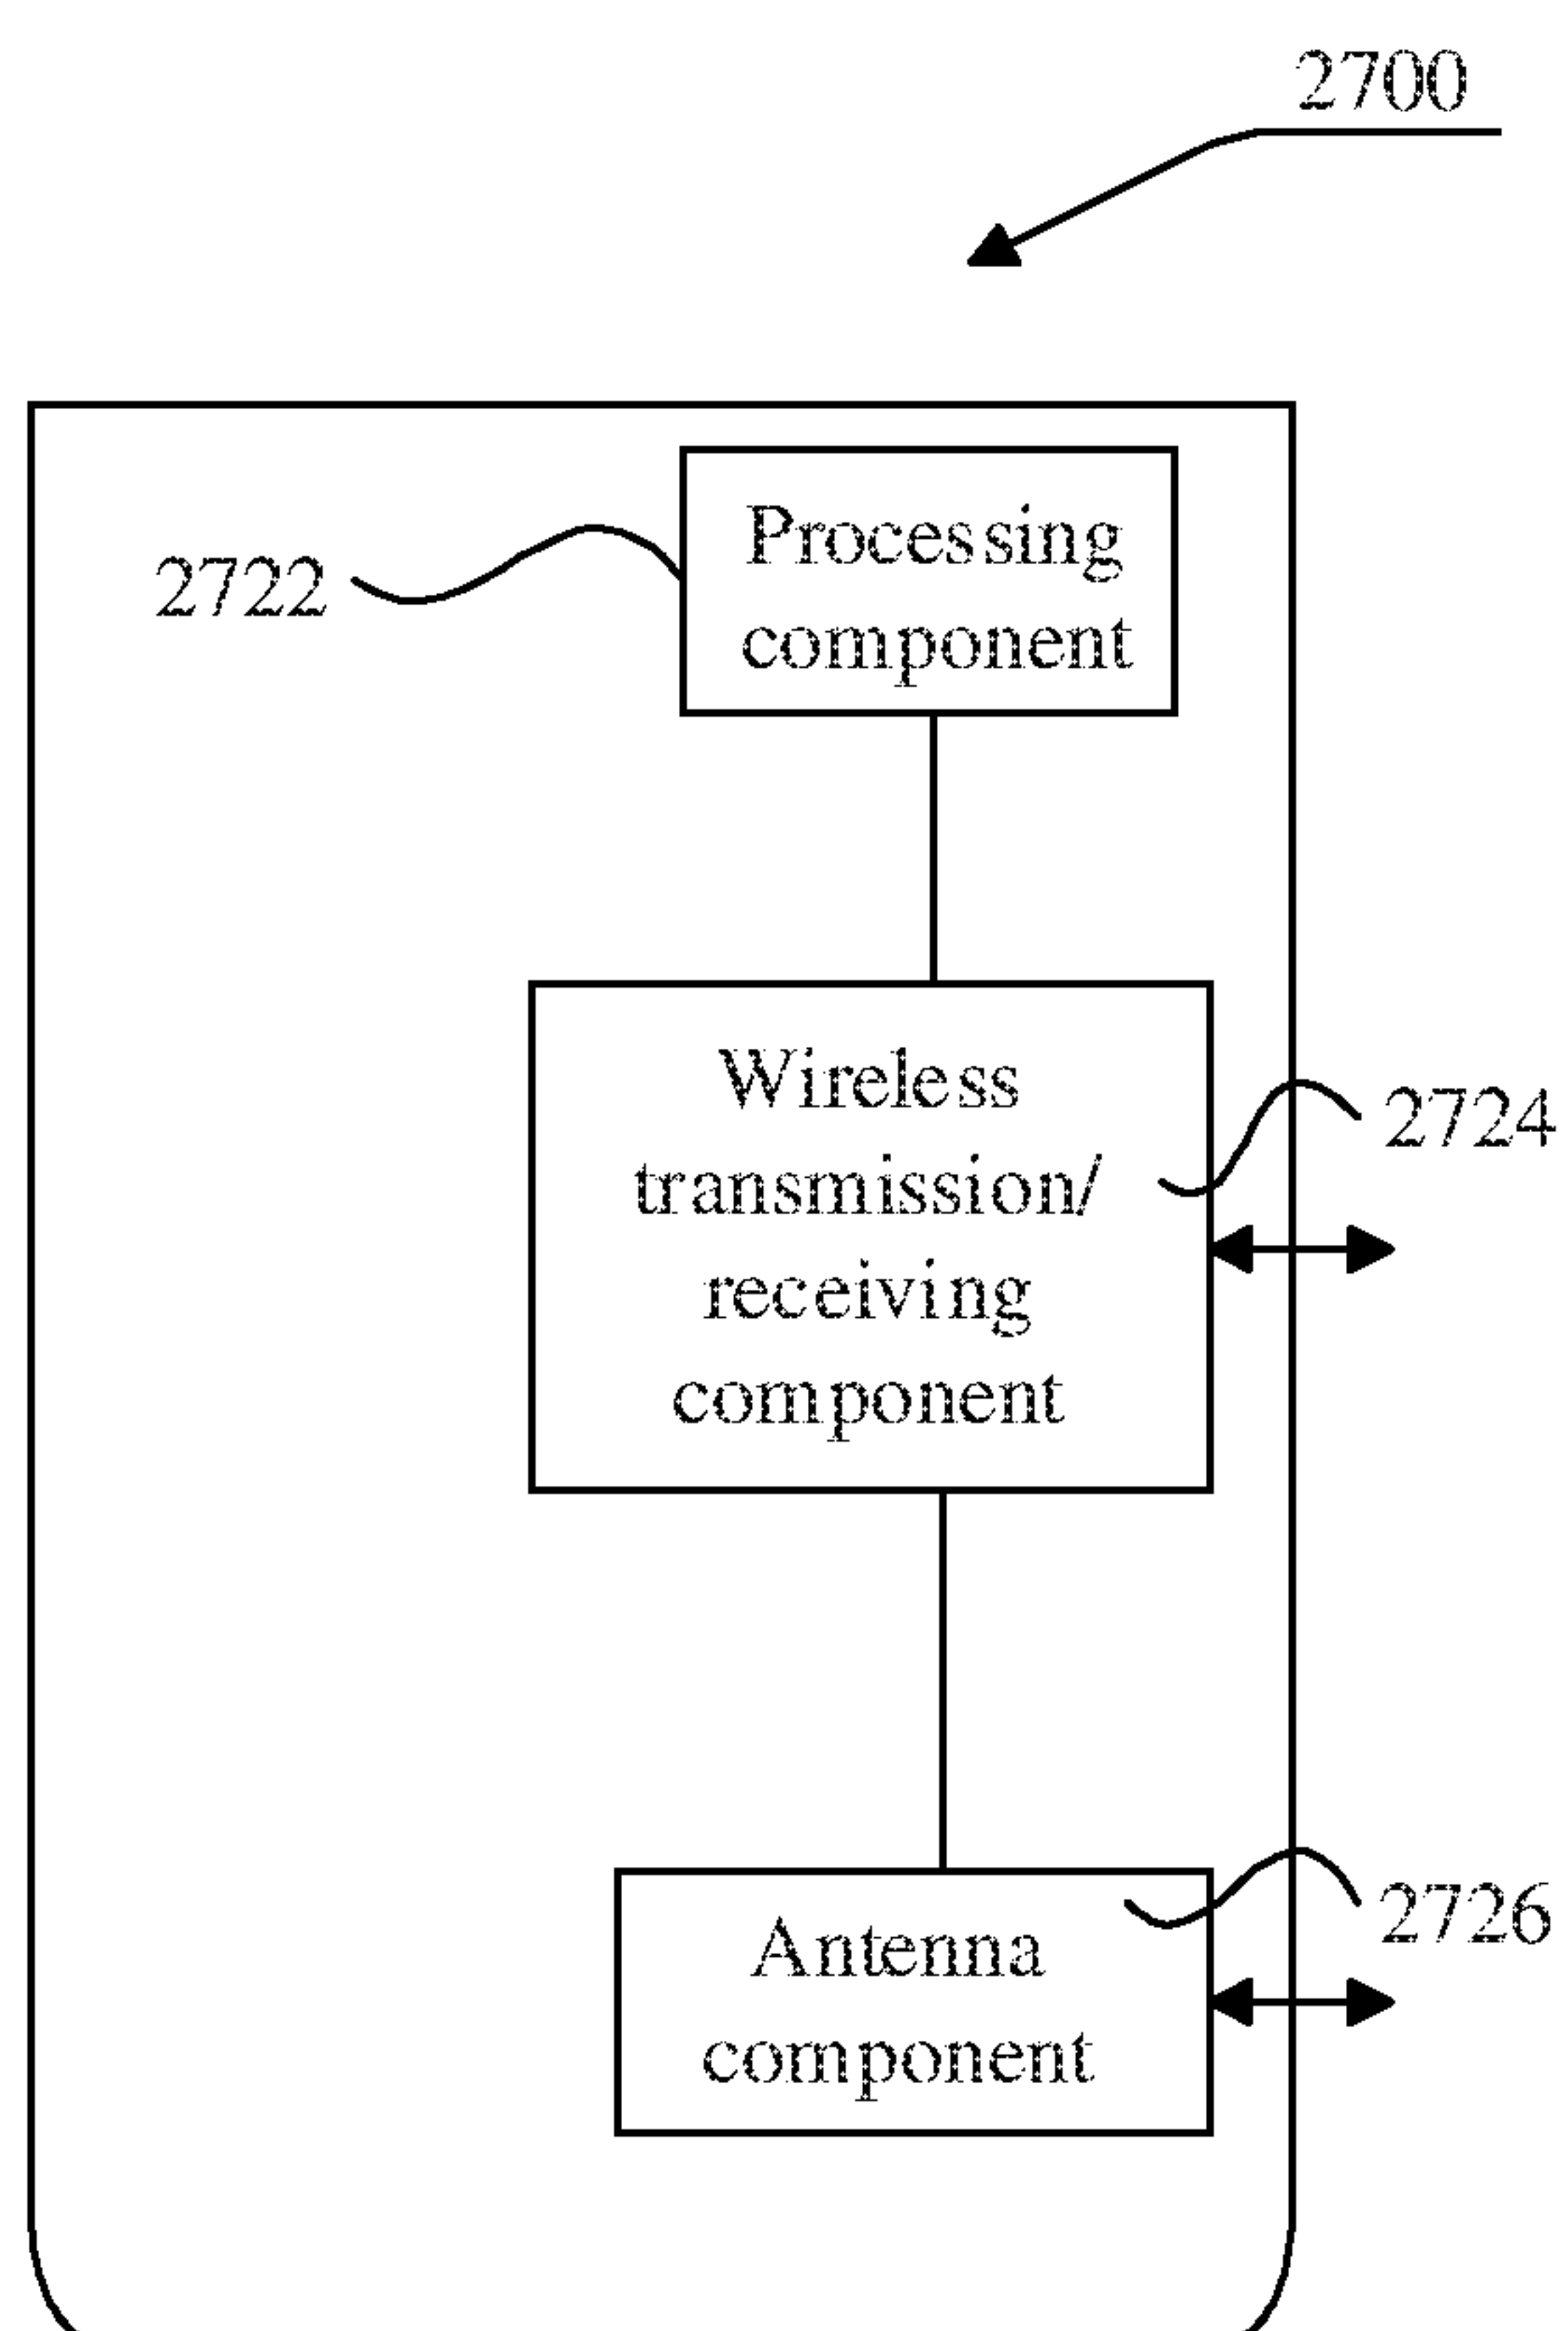 2700
Processing
component
2722
Wireless
transmission/
receiving
component
2724
Antenna
component
2726